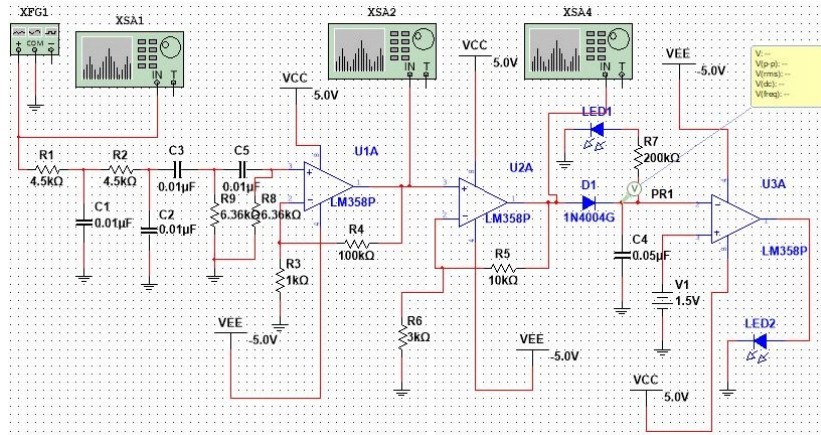 XFG1
XSA1
XSA2
XSA4
COM
IN T
IN T
IN T
VCC
5.0V
VCC
5.0V
VEE
-5.0V
V: --
V(p-p): --
V(rms): --
V(dc): --
V(freq): --
LED1
R7
200kΩ
R1
4.5kΩ
R2
4.5kΩ
C3
0.01µF
C5
0.01µF
U1A
LM358P
U2A
LM358P
D1
1N4004G
V
PR1
U3A
LM358P
C1
0.01µF
C2
0.01µF
R9
6.36kΩ
R8
6.36kΩ
R4
100kΩ
R3
1kΩ
R5
10kΩ
R6
3kΩ
C4
0.05µF
V1
1.5V
LED2
VEE
-5.0V
VEE
-5.0V
VCC
5.0V